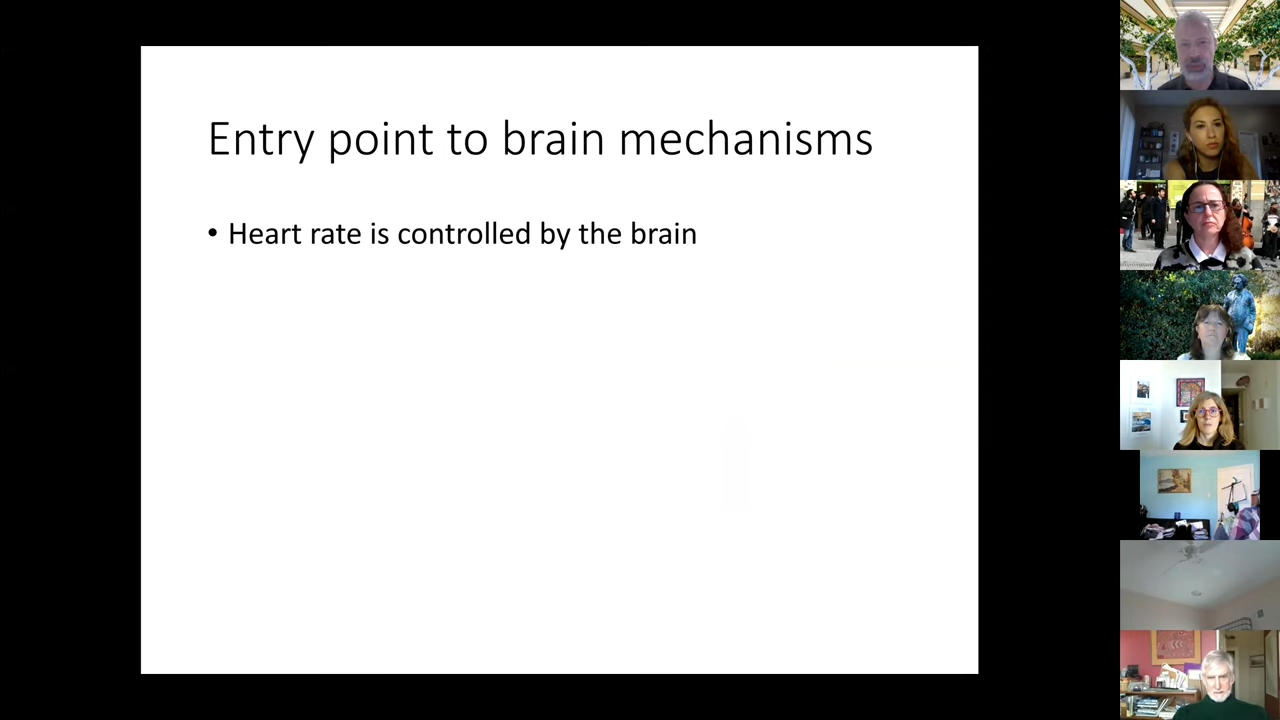 Entry point to brain mechanisms
• Heart rate is controlled by the brain